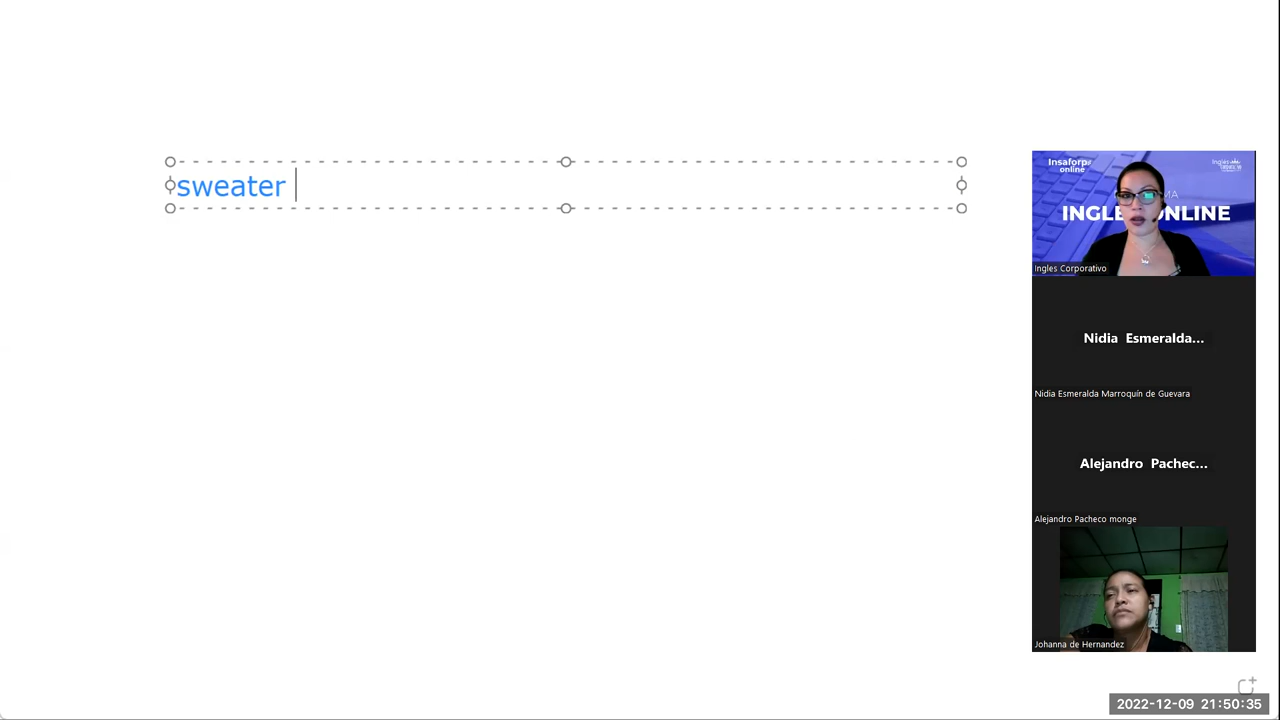 sweater
Insaforp
online
INGLE ONLINE
Ingles Corporativo
Nidia Esmeralda...
Nidia Esmeralda Marroquín de Guevara
Alejandro Pachec...
Alejandro Pacheco monge
Johanna de Hernandez
2022-12-09 21:50:35